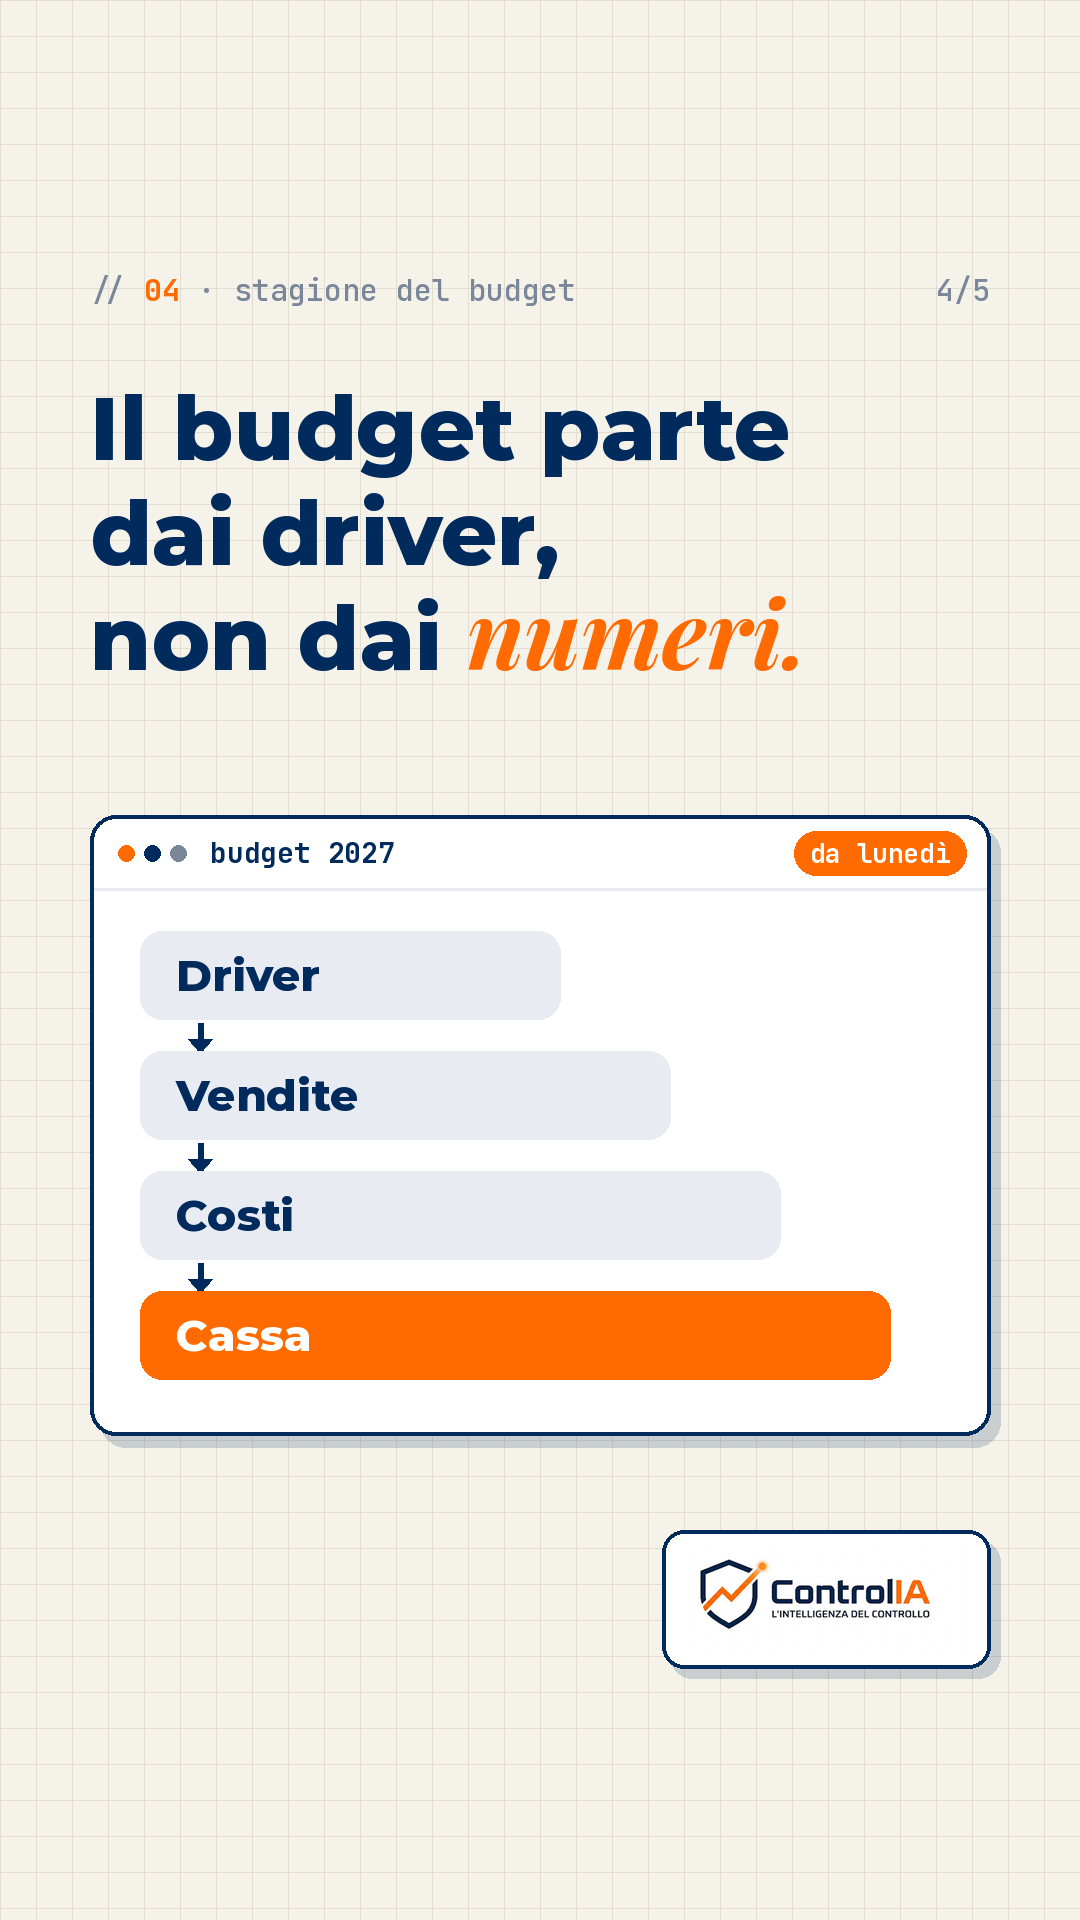 // 04 · stagione del budget
4/5
Il budget parte
dai driver,
non dai numeri.
budget 2027
da lunedì
Driver
Vendite
Costi
Cassa
ControlIA
L'INTELLIGENZA DEL CONTROLLO